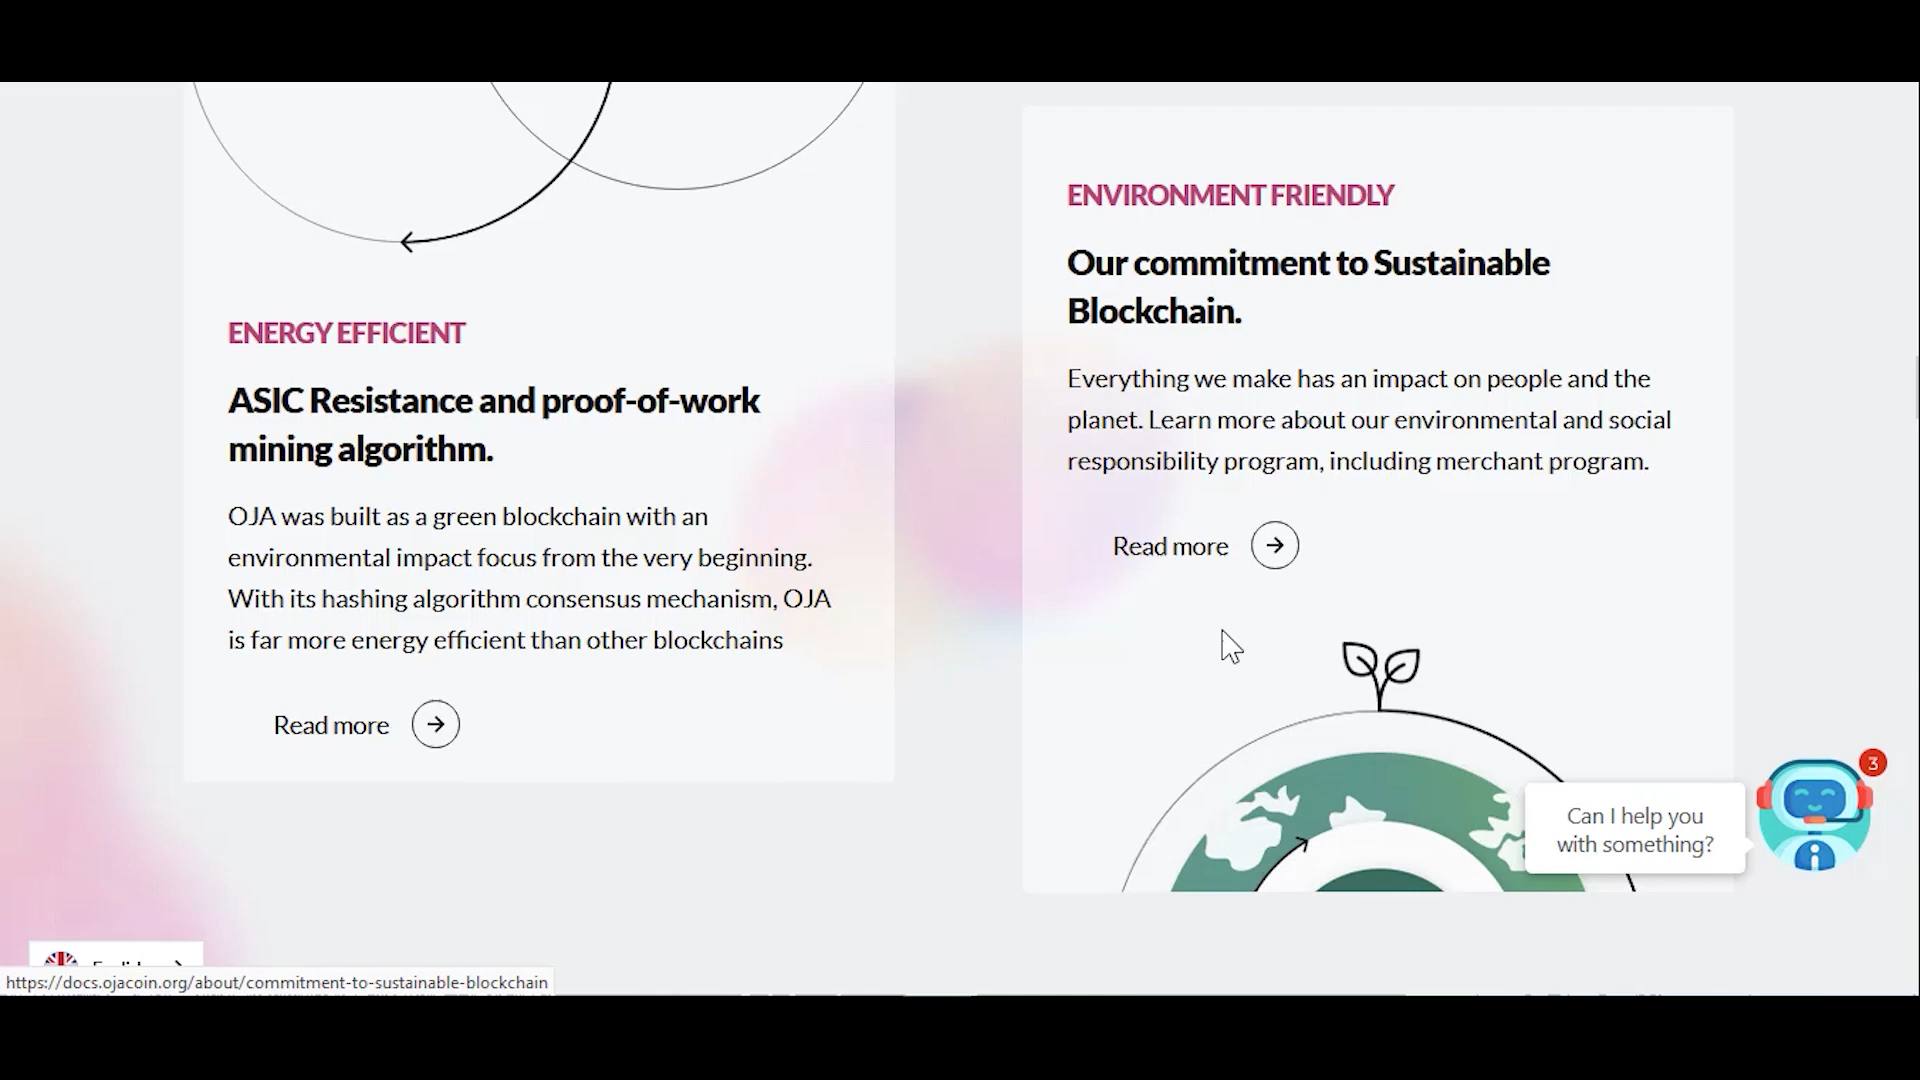 ENERGY EFFICIENT
ASIC Resistance and proof-of-work
mining algorithm.
OJA was built as a green blockchain with an
environmental impact focus from the very beginning.
With its hashing algorithm consensus mechanism, OJA
is far more energy efficient than other blockchains
Read more
ENVIRONMENT FRIENDLY
Our commitment to Sustainable
Blockchain.
Everything we make has an impact on people and the
planet. Learn more about our environmental and social
responsibility program, including merchant program.
Read more
3
Can I help you
with something?
https://docs.ojacoin.org/about/commitment-to-sustainable-blockchain